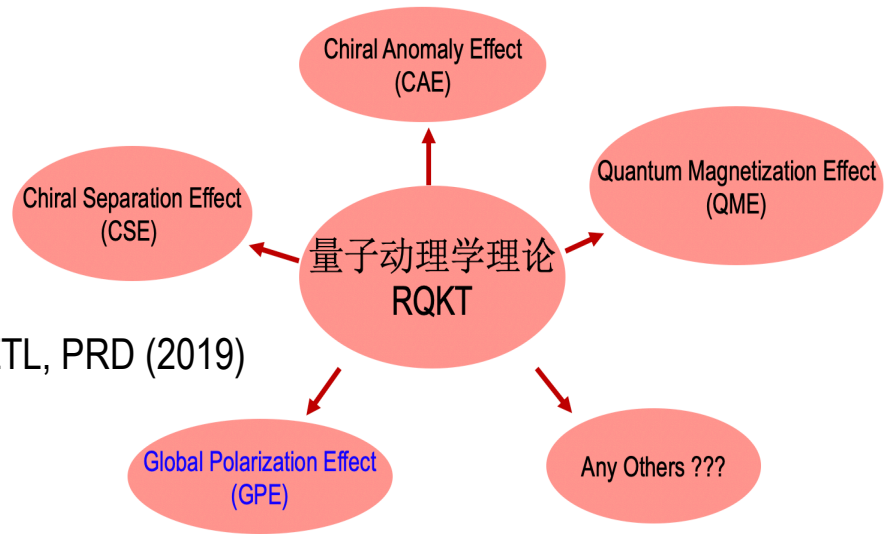 Chiral Anomaly Effect
(CAE)
Quantum Magnetization Effect
(QME)
Chiral Separation Effect
(CSE)
量子动理学理论
RQKT
TL, PRD (2019)
Global Polarization Effect
(GPE)
Any Others ???